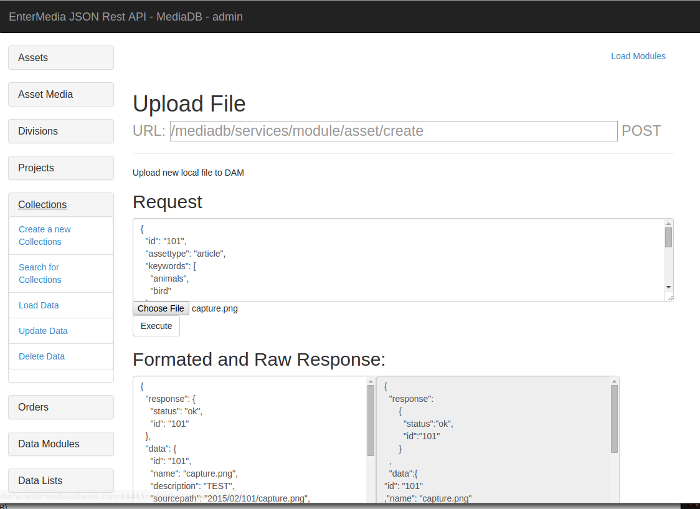 EnterMedia JSON Rest API - MediaDB - admin
Load Modules
Assets
Asset Media
Divisions
Projects
Collections
Create a new
Collections
Search for
Collections
Load Data
Update Data
Delete Data
Orders
Data Modules
Data Lists
Upload File
URL: /mediadb/services/module/asset/create POST
Upload new local file to DAM
Request
{
"id": "101",
"assettype": "article",
"keywords": [
"animals",
"bird"
Choose File capture.png
Execute
Formated and Raw Response:
{
"response": {
"status": "ok",
"id": "101"
},
"data": {
"id": "101",
"name": "capture.png",
"description": "TEST",
"sourcepath": "2015/02/101/capture.png",
{
"response":
{
"status":"ok",
"id":"101"
}
,
"data":{
"id": "101"
,"name": "capture.png"